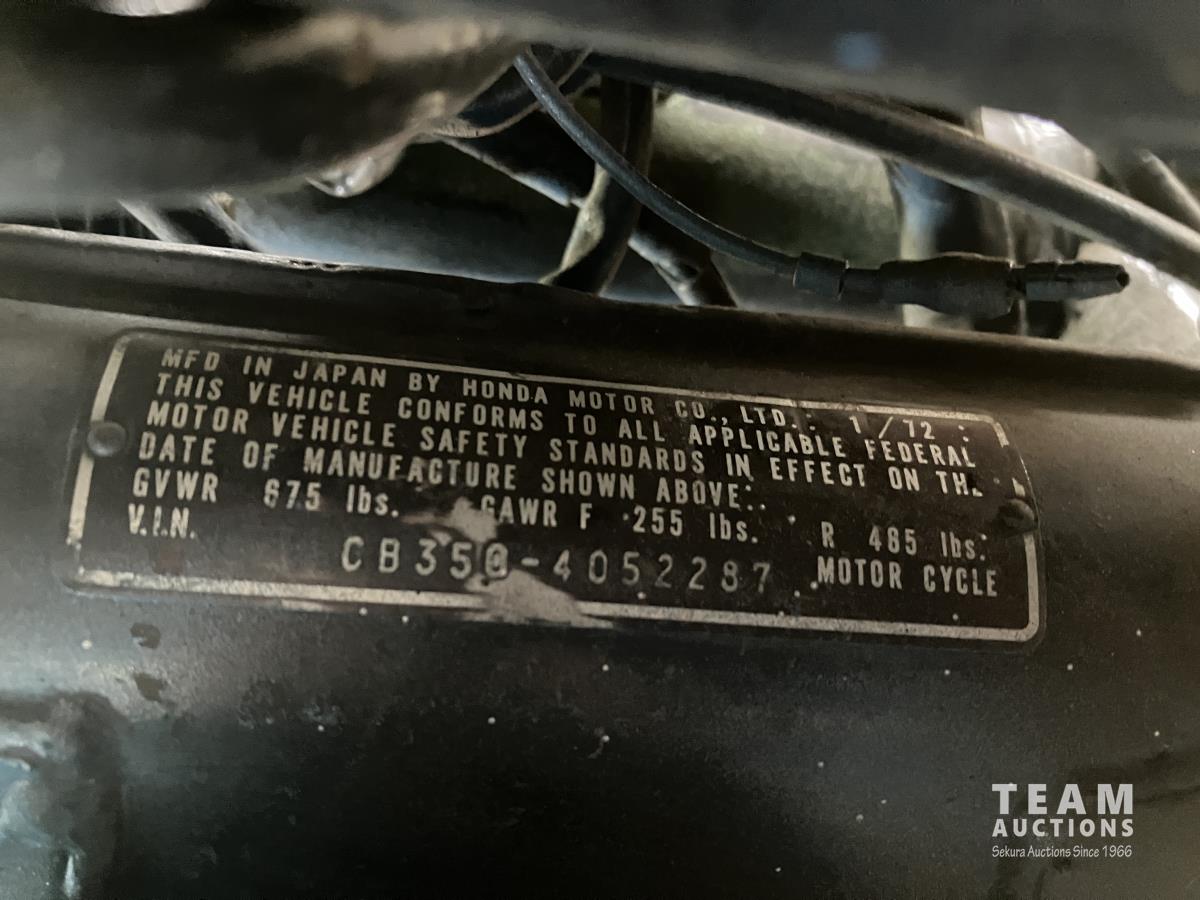 MFD IN JAPAN BY HONDA MOTOR CO., LTD. 1/72
THIS VEHICLE CONFORMS TO ALL APPLICABLE FEDERAL
MOTOR VEHICLE SAFETY STANDARDS IN EFFECT ON THE
DATE OF MANUFACTURE SHOWN ABOVE:
GVWR 675 lbs. GAWR F 255 lbs. R 485 lbs.
V.I.N. CB350-4052287 MOTOR CYCLE
TEAM
AUCTIONS
Sekura Auctions Since 1966